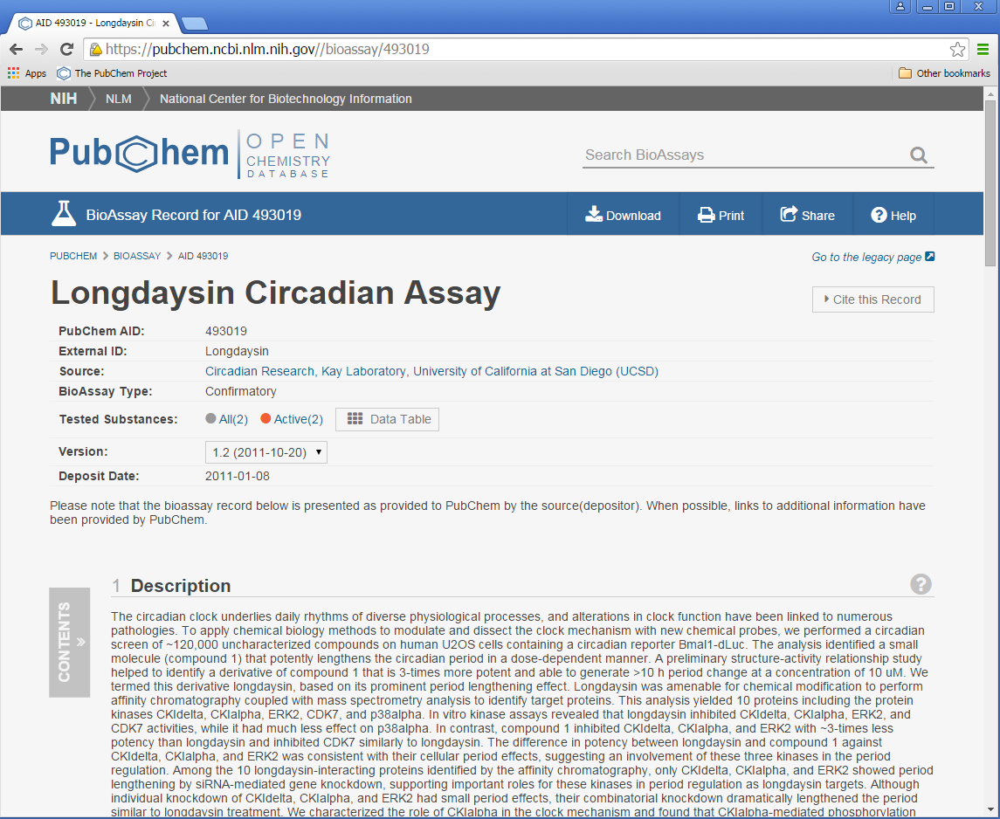 AID 493019 - Longdaysin Ci
https://pubchem.ncbi.nlm.nih.gov//bioassay/493019
Apps The PubChem Project Other bookmarks
NIH NLM National Center for Biotechnology Information
PubChem OPEN CHEMISTRY DATABASE
Search BioAssays
BioAssay Record for AID 493019 Download Print Share Help
PUBCHEM > BIOASSAY > AID 493019 Go to the legacy page
Longdaysin Circadian Assay
Cite this Record
PubChem AID: 493019
External ID: Longdaysin
Source: Circadian Research, Kay Laboratory, University of California at San Diego (UCSD)
BioAssay Type: Confirmatory
Tested Substances: All(2) Active(2) Data Table
Version: 1.2 (2011-10-20)
Deposit Date: 2011-01-08
Please note that the bioassay record below is presented as provided to PubChem by the source(depositor). When possible, links to additional information have
been provided by PubChem.
1 Description ?
CONTENTS »
The circadian clock underlies daily rhythms of diverse physiological processes, and alterations in clock function have been linked to numerous
pathologies. To apply chemical biology methods to modulate and dissect the clock mechanism with new chemical probes, we performed a circadian
screen of ~120,000 uncharacterized compounds on human U2OS cells containing a circadian reporter Bmal1-dLuc. The analysis identified a small
molecule (compound 1) that potently lengthens the circadian period in a dose-dependent manner. A preliminary structure-activity relationship study
helped to identify a derivative of compound 1 that is 3-times more potent and able to generate >10 h period change at a concentration of 10 uM. We
termed this derivative longdaysin, based on its prominent period lengthening effect. Longdaysin was amenable for chemical modification to perform
affinity chromatography coupled with mass spectrometry analysis to identify target proteins. This analysis yielded 10 proteins including the protein
kinases CKIdelta, CKIalpha, ERK2, CDK7, and p38alpha. In vitro kinase assays revealed that longdaysin inhibited CKIdelta, CKIalpha, ERK2, and
CDK7 activities, while it had much less effect on p38alpha. In contrast, compound 1 inhibited CKIdelta, CKIalpha, and ERK2 with ~3-times less
potency than longdaysin and inhibited CDK7 similarly to longdaysin. The difference in potency between longdaysin and compound 1 against
CKIdelta, CKIalpha, and ERK2 was consistent with their cellular period effects, suggesting an involvement of these three kinases in the period
regulation. Among the 10 longdaysin-interacting proteins identified by the affinity chromatography, only CKIdelta, CKIalpha, and ERK2 showed period
lengthening by siRNA-mediated gene knockdown, supporting important roles for these kinases in period regulation as longdaysin targets. Although
individual knockdown of CKIdelta, CKIalpha, and ERK2 had small period effects, their combinatorial knockdown dramatically lengthened the period
similar to longdaysin treatment. We characterized the role of CKIalpha in the clock mechanism and found that CKIalpha-mediated phosphorylation